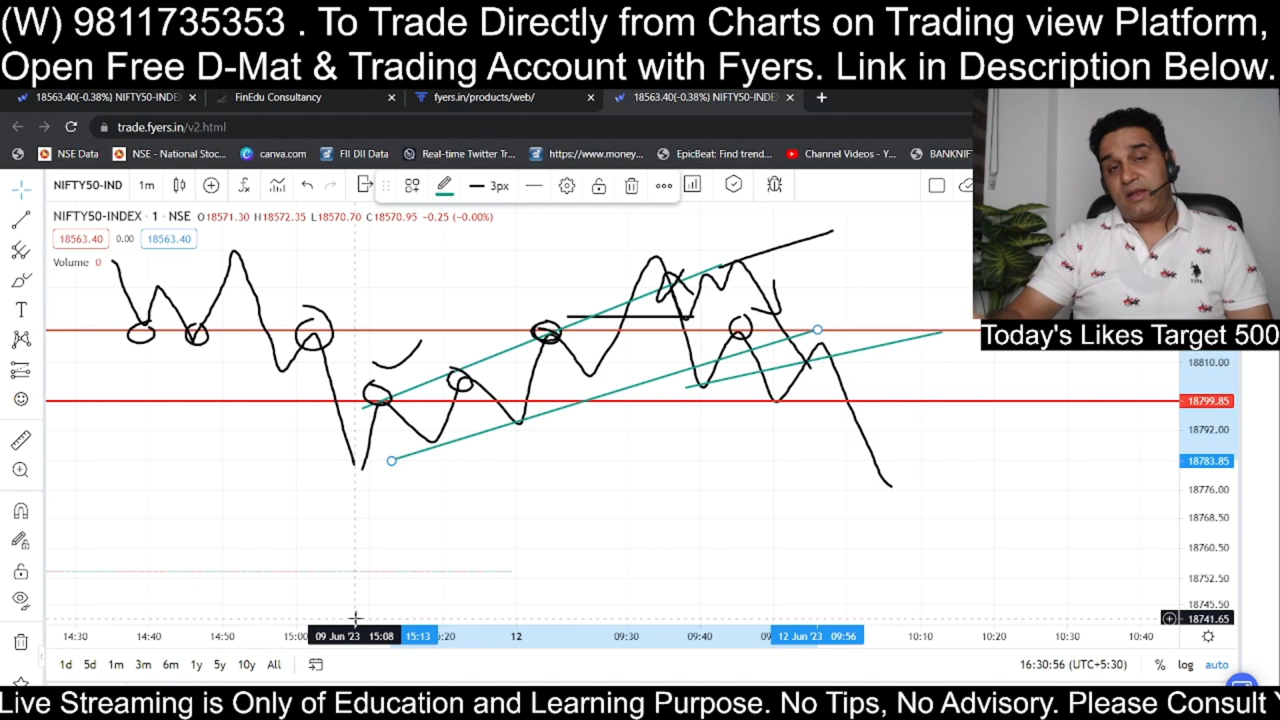 (W) 9811735353 . To Trade Directly from Charts on Trading view Platform,
Open Free D-Mat & Trading Account with Fyers. Link in Description Below.
18563.40(-0.38%) NIFTY50-INDE
FinEdu Consultancy
fyers.in/products/web/
18563.40(-0.38%) NIFTY50-INDE
trade.fyers.in/v2.html
NSE Data
NSE - National Stoc...
canva.com
FII DII Data
Real-time Twitter Tr...
https://www.money...
EpicBeat: Find trend...
Channel Videos - Y...
BANKNIF
NIFTY50-IND
1m
3px
NIFTY50-INDEX · 1 · NSE O18571.30 H18572.35 L18570.70 C18570.95 -0.25 (-0.00%)
18563.40
0.00
18563.40
Volume 0
Today's Likes Target 500
18810.00
18799.85
18792.00
18783.85
18776.00
18768.50
18760.50
18752.50
18745.50
18741.65
14:30
14:40
14:50
15:00
09 Jun '23 15:08
15:13
:20
12
09:30
09:40
12 Jun '23 09:56
10:10
10:20
10:30
10:40
1d 5d 1m 3m 6m 1y 5y 10y All
16:30:56 (UTC+5:30)
% log auto
Live Streaming is Only of Education and Learning Purpose. No Tips, No Advisory. Please Consult